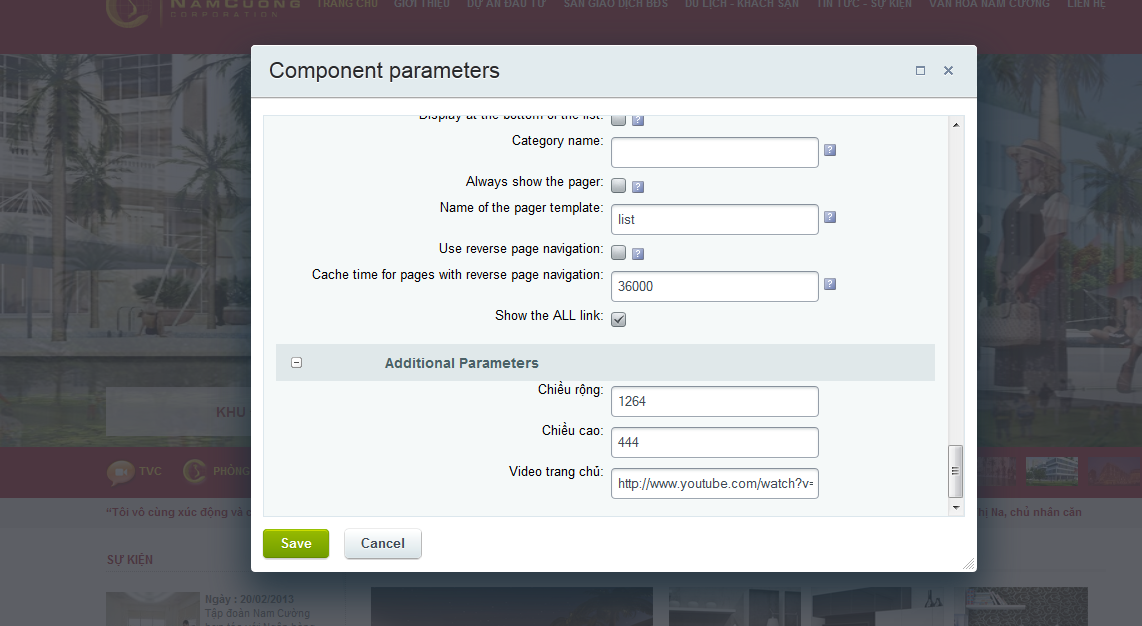 NAMCUONG
CORPORATION
TRANG CHỦ GIỚI THIỆU DỰ ÁN ĐẦU TƯ SÀN GIAO DỊCH BĐS DU LỊCH - KHÁCH SẠN TIN TỨC - SỰ KIỆN VĂN HÓA NAM CƯỜNG LIÊN HỆ
Component parameters
Display at the bottom of the list:
Category name:
Always show the pager:
Name of the pager template: list
Use reverse page navigation:
Cache time for pages with reverse page navigation: 36000
Show the ALL link:
Additional Parameters
Chiều rộng: 1264
Chiều cao: 444
Video trang chủ: http://www.youtube.com/watch?v=
Save Cancel
KHU
TVC PHÒNG
“Tôi vô cùng xúc động và
Na, chủ nhân căn
SỰ KIỆN
Ngày : 20/02/2013
Tập đoàn Nam Cường